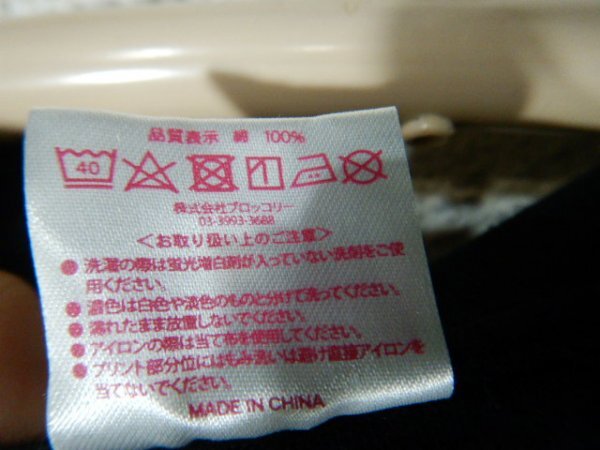 品質表示 綿 100%
40
株式会社ブロッコリー
03-3993-3688
<お取り扱い上のご注意>
● 洗濯の際は蛍光増白剤が入っていない洗剤をご使
用ください。
● 濃色は白色や淡色のものと分けて洗ってください。
● 濡れたまま放置しないでください。
● アイロンの際は当て布を使用してください。
● プリント部分位にはもみ洗いは避け直接アイロンを
当てないでください。
MADE IN CHINA